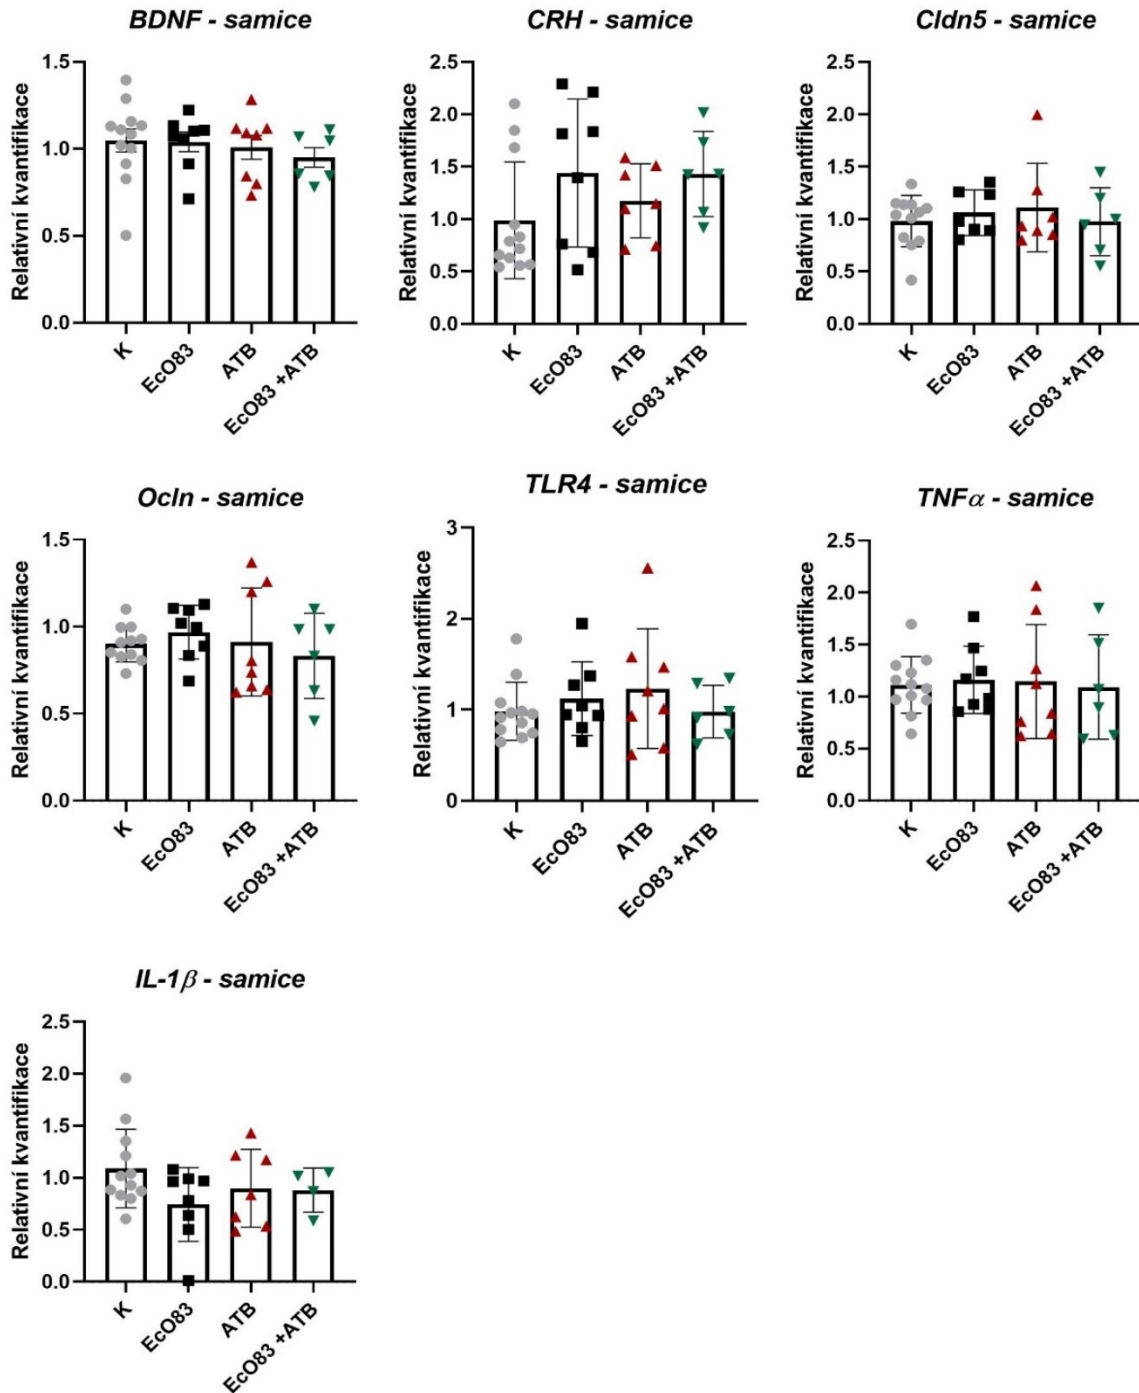 BDNF - samice
Relativní kvantifikace
1.5
1.0
0.5
0.0
K
EcO83
ATB
EcO83 +ATB
CRH - samice
Relativní kvantifikace
2.5
2.0
1.5
1.0
0.5
0.0
K
EcO83
ATB
EcO83 +ATB
Cldn5 - samice
Relativní kvantifikace
2.5
2.0
1.5
1.0
0.5
0.0
K
EcO83
ATB
EcO83 +ATB
Ocln - samice
Relativní kvantifikace
1.5
1.0
0.5
0.0
K
EcO83
ATB
EcO83 +ATB
TLR4 - samice
Relativní kvantifikace
3
2
1
0
K
EcO83
ATB
EcO83 +ATB
TNFα - samice
Relativní kvantifikace
2.5
2.0
1.5
1.0
0.5
0.0
K
EcO83
ATB
EcO83 +ATB
IL-1β - samice
Relativní kvantifikace
2.5
2.0
1.5
1.0
0.5
0.0
K
EcO83
ATB
EcO83 +ATB